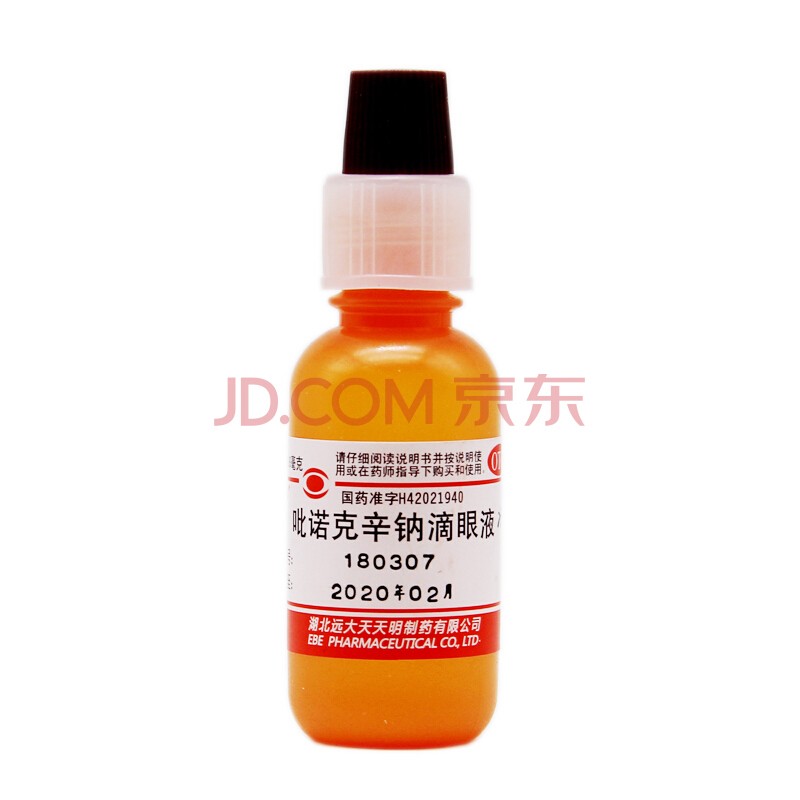 JD.COM 京东
毫克
请仔细阅读说明书并按说明使
用或在药师指导下购买和使用。
OT
国药准字H42021940
吡诺克辛钠滴眼液
180307
2020年02月
湖北远大天天明制药有限公司
EBE PHARMACEUTICAL CO., LTD·